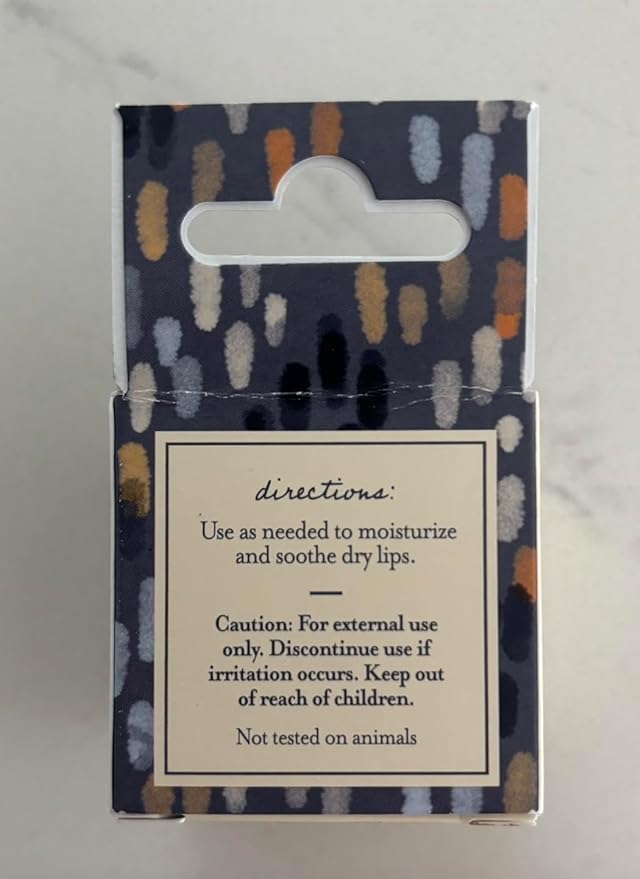 directions:
Use as needed to moisturize
and soothe dry lips.
Caution: For external use
only. Discontinue use if
irritation occurs. Keep out
of reach of children.
Not tested on animals